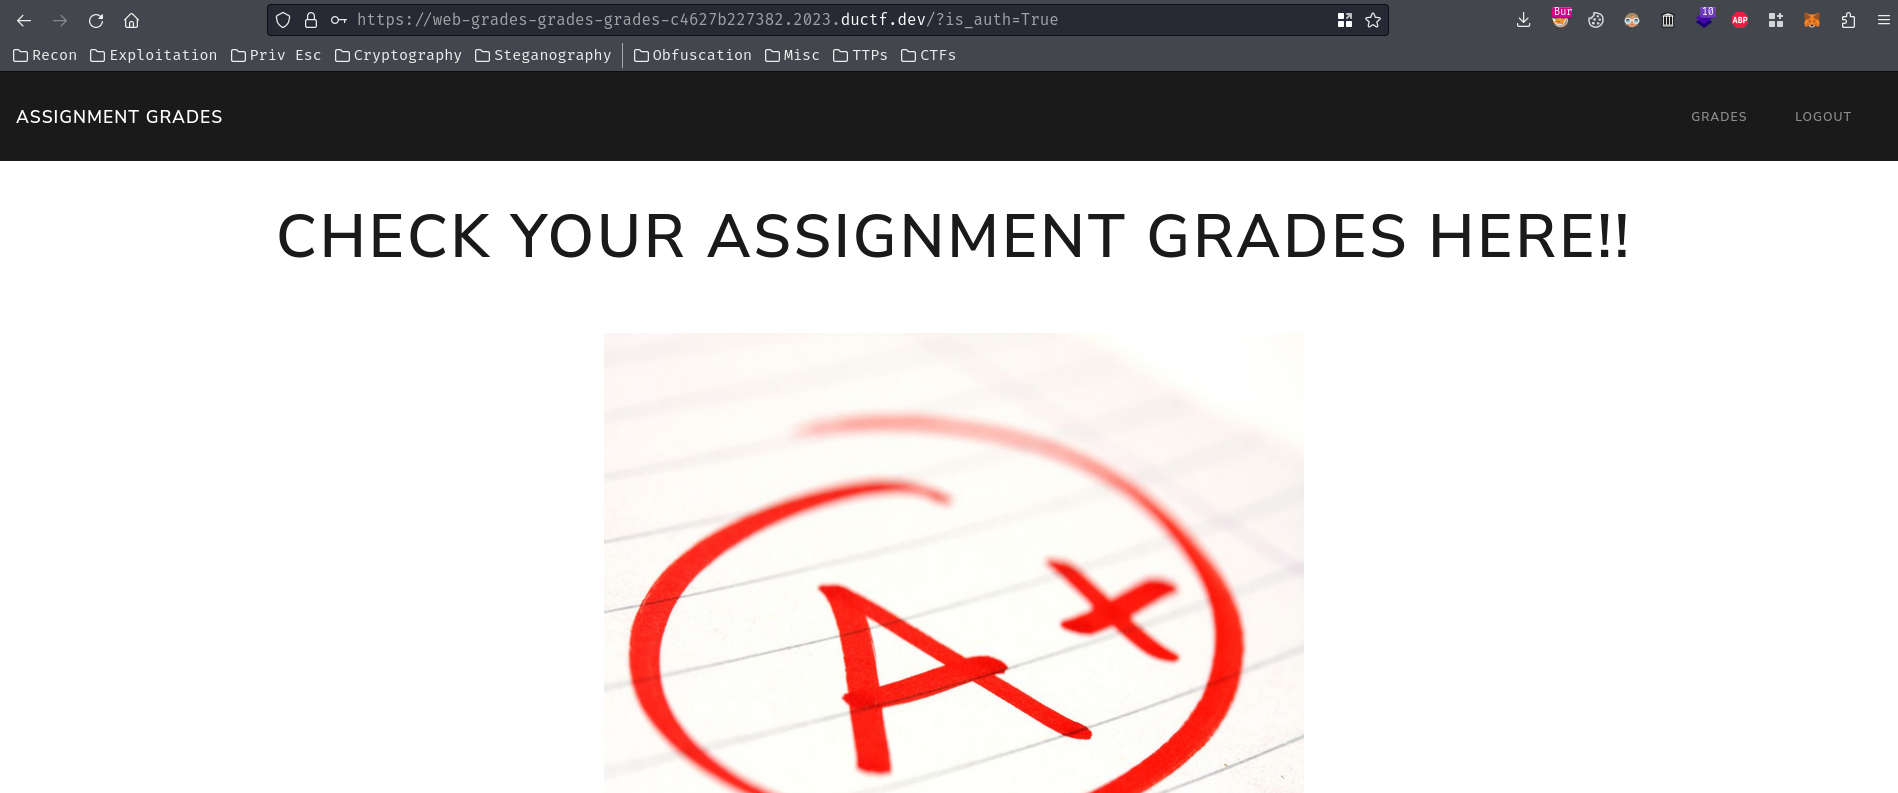 https://web-grades-grades-grades-c4627b227382.2023.ductf.dev/?is_auth=True
Bur
10
ABP
Recon Exploitation Priv Esc Cryptography Steganography Obfuscation Misc TTPs CTFs
ASSIGNMENT GRADES GRADES LOGOUT
CHECK YOUR ASSIGNMENT GRADES HERE!!
A+